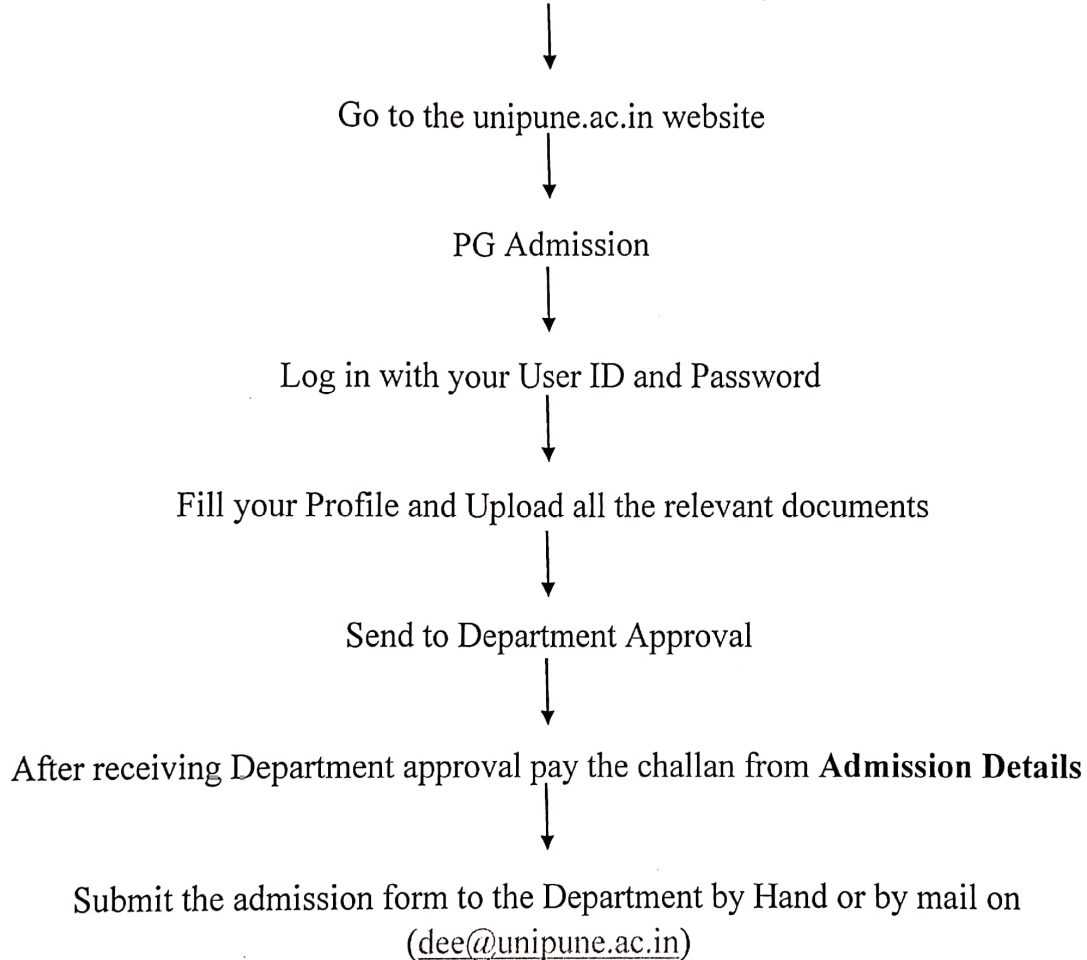 Go to the unipune.ac.in website
PG Admission
Log in with your User ID and Password
Fill your Profile and Upload all the relevant documents
Send to Department Approval
After receiving Department approval pay the challan from Admission Details
Submit the admission form to the Department by Hand or by mail on
(dee@unipune.ac.in)